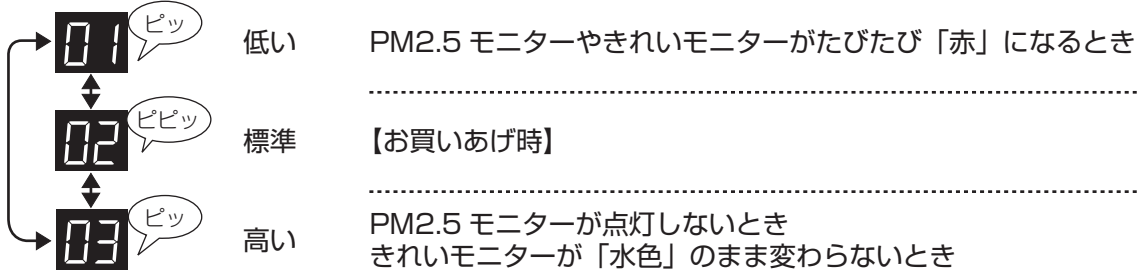 01 ピッ 低い PM2.5 モニターやきれいモニターがたびたび「赤」になるとき
02 ピピッ 標準 【お買いあげ時】
03 ピッ 高い PM2.5 モニターが点灯しないとき
きれいモニターが「水色」のまま変わらないとき